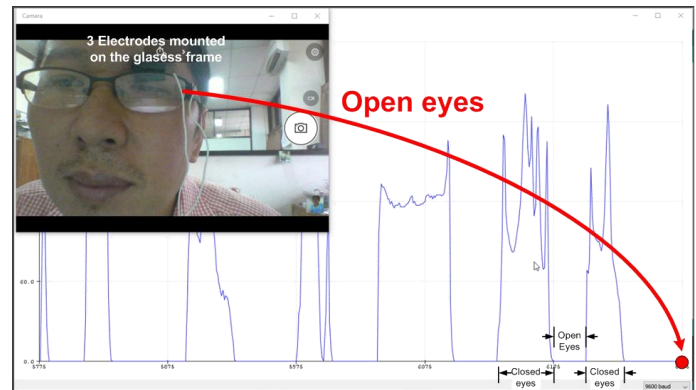 Camera
3 Electrodes mounted
on the glasess frame
Open eyes
60.0
0.0
5775
5875
5975
6075
6175
Open
Eyes
Closed
eyes
Closed
eyes
9600 baud